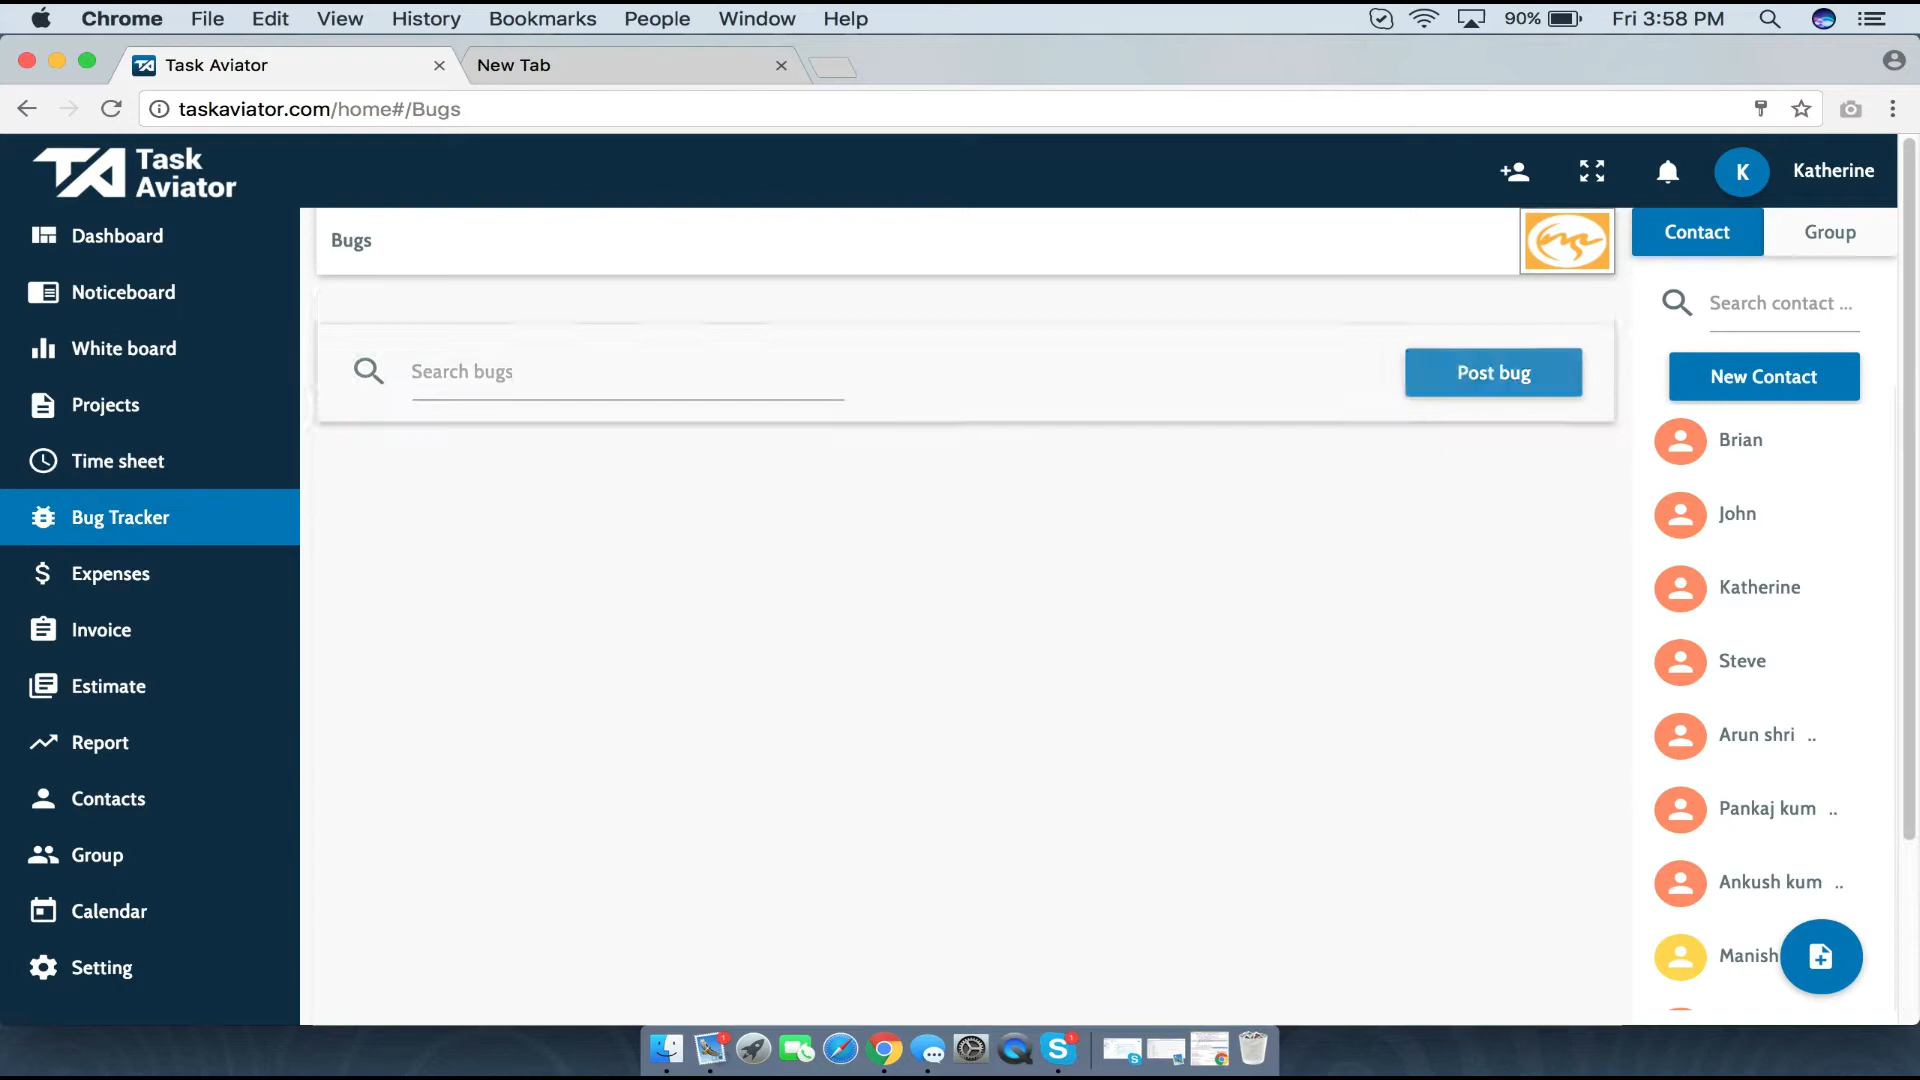 Chrome File Edit View History Bookmarks People Window Help 90% Fri 3:58 PM
Task Aviator New Tab
taskaviator.com/home#/Bugs
TA Task Aviator
K Katherine
Dashboard
Noticeboard
White board
Projects
Time sheet
Bug Tracker
Expenses
Invoice
Estimate
Report
Contacts
Group
Calendar
Setting
Bugs
Search bugs
Post bug
Contact Group
Search contact ...
New Contact
Brian
John
Katherine
Steve
Arun shri ..
Pankaj kum ..
Ankush kum ..
Manish